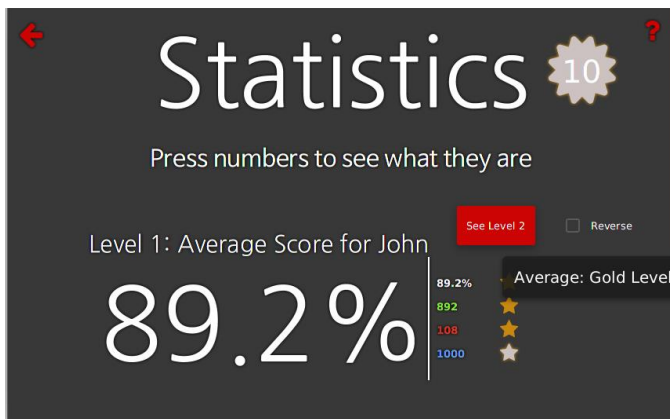 Statistics
10
?
Press numbers to see what they are
See Level 2
Reverse
Level 1: Average Score for John
89.2%
89.2%
Average: Gold Level
892
108
1000